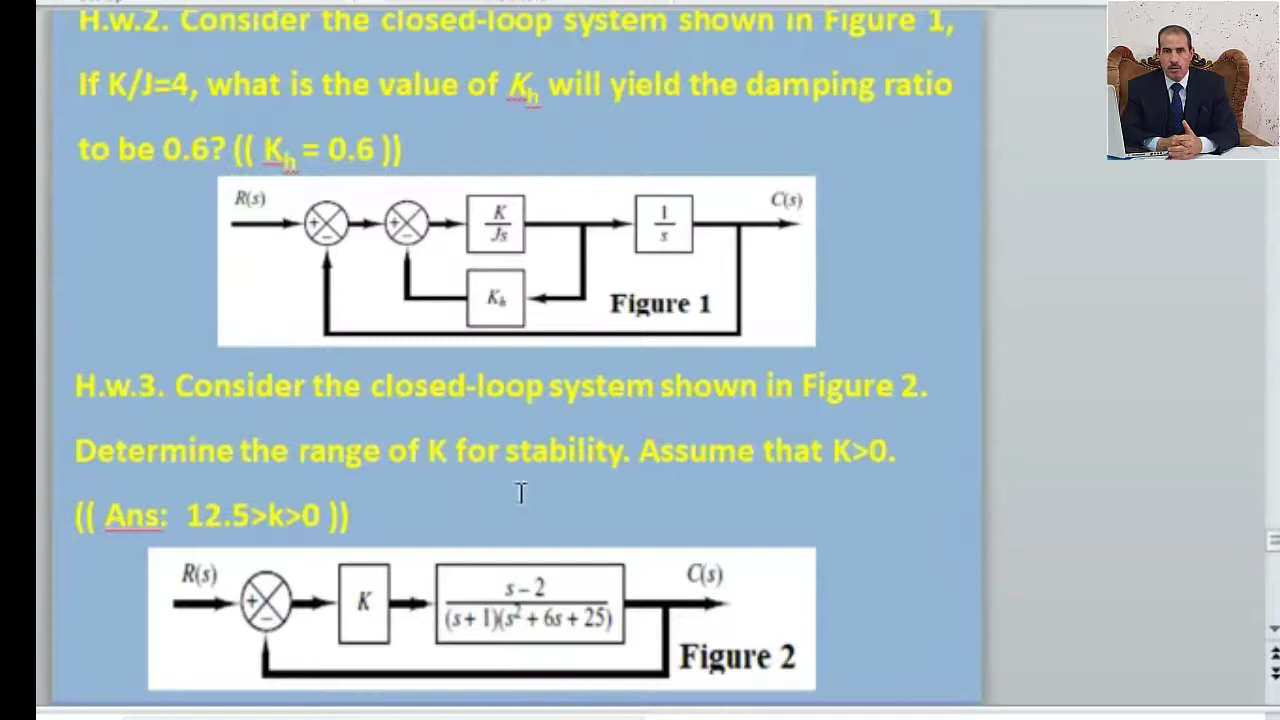 H.w.2. Consider the closed-loop system shown in Figure 1,
If K/J=4, what is the value of Kh will yield the damping ratio
to be 0.6? (( Kh = 0.6 ))
R(s)
+
−
+
−
K
Js
1
s
C(s)
Kh
Figure 1
H.w.3. Consider the closed-loop system shown in Figure 2.
Determine the range of K for stability. Assume that K>0.
(( Ans: 12.5>k>0 ))
R(s)
+
−
K
s − 2
(s + 1)(s² + 6s + 25)
C(s)
Figure 2